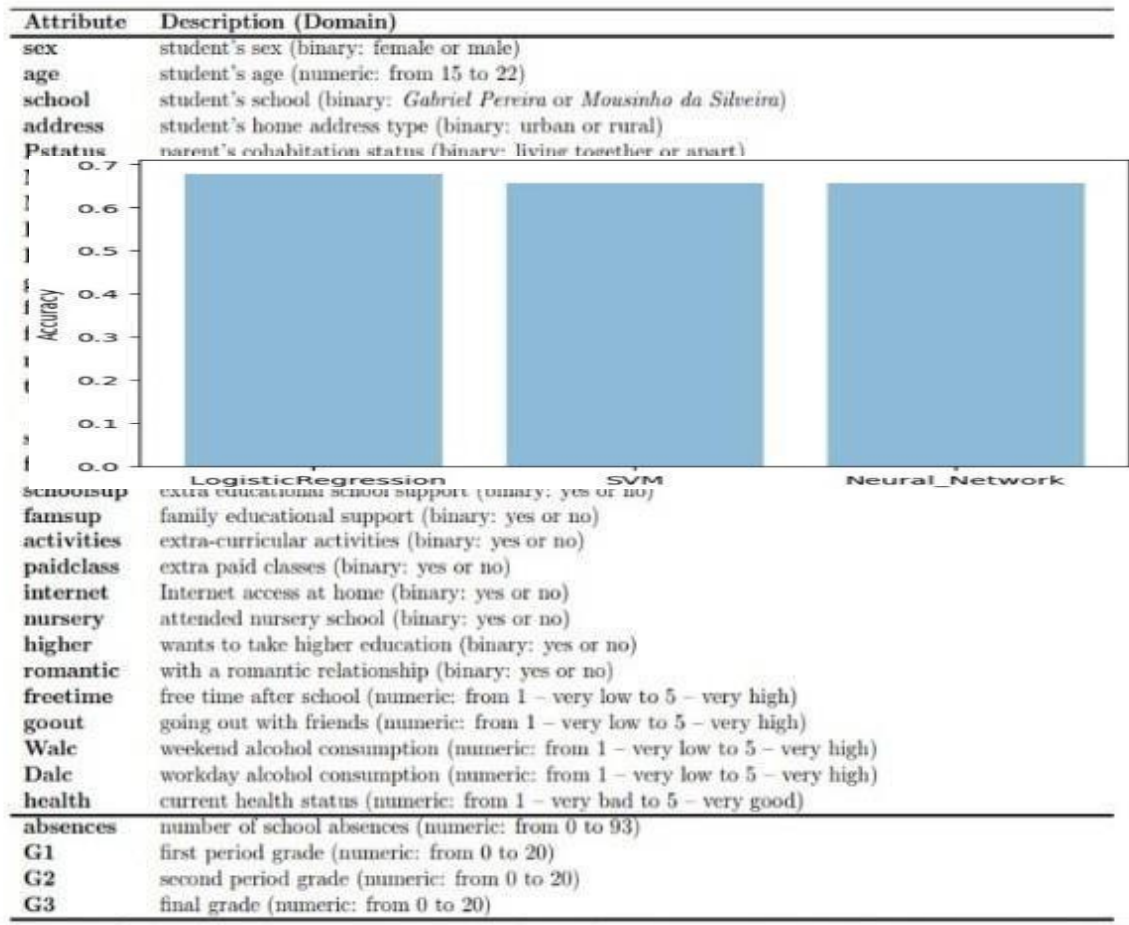 Attribute Description (Domain)
sex student's sex (binary: female or male)
age student's age (numeric: from 15 to 22)
school student's school (binary: Gabriel Pereira or Mousinho da Silveira)
address student's home address type (binary: urban or rural)
Pstatus parent's cohabitation status (binary: living together or apart)
0.7
0.6
0.5
0.4
0.3
0.2
0.1
0.0
Accuracy
LogisticRegression SVM Neural_Network
schoolsup extra educational school support (binary: yes or no)
famsup family educational support (binary: yes or no)
activities extra-curricular activities (binary: yes or no)
paidclass extra paid classes (binary: yes or no)
internet Internet access at home (binary: yes or no)
nursery attended nursery school (binary: yes or no)
higher wants to take higher education (binary: yes or no)
romantic with a romantic relationship (binary: yes or no)
freetime free time after school (numeric: from 1 – very low to 5 – very high)
goout going out with friends (numeric: from 1 – very low to 5 – very high)
Walc weekend alcohol consumption (numeric: from 1 – very low to 5 – very high)
Dalc workday alcohol consumption (numeric: from 1 – very low to 5 – very high)
health current health status (numeric: from 1 – very bad to 5 – very good)
absences number of school absences (numeric: from 0 to 93)
G1 first period grade (numeric: from 0 to 20)
G2 second period grade (numeric: from 0 to 20)
G3 final grade (numeric: from 0 to 20)